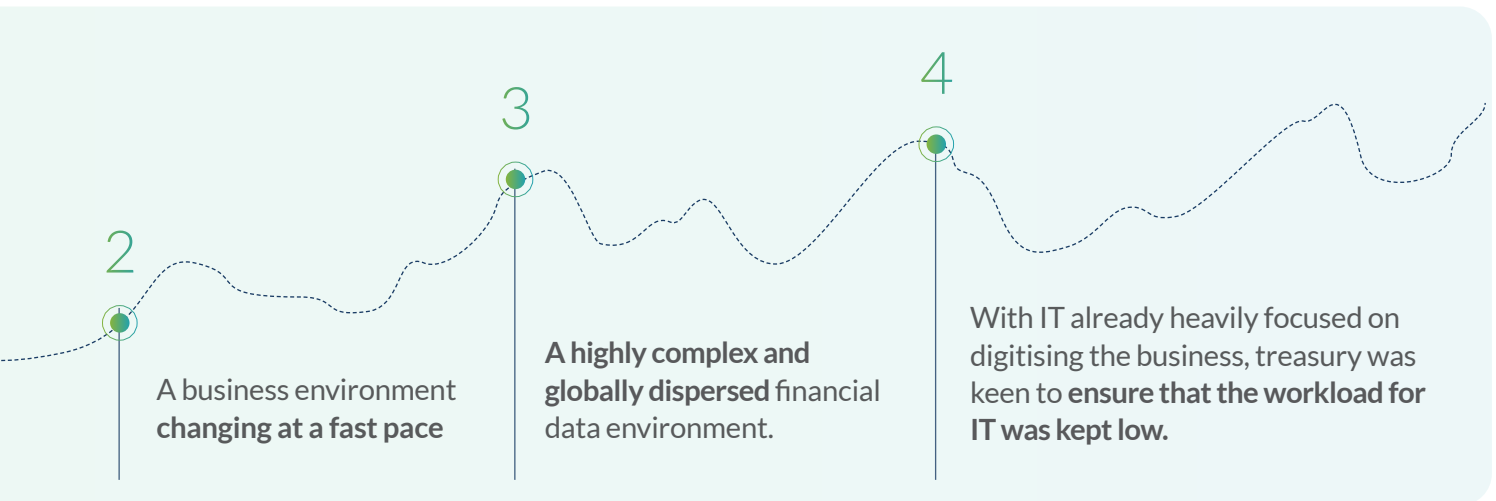 2
A business environment
changing at a fast pace
3
A highly complex and
globally dispersed financial
data environment.
4
With IT already heavily focused on
digitising the business, treasury was
keen to ensure that the workload for
IT was kept low.